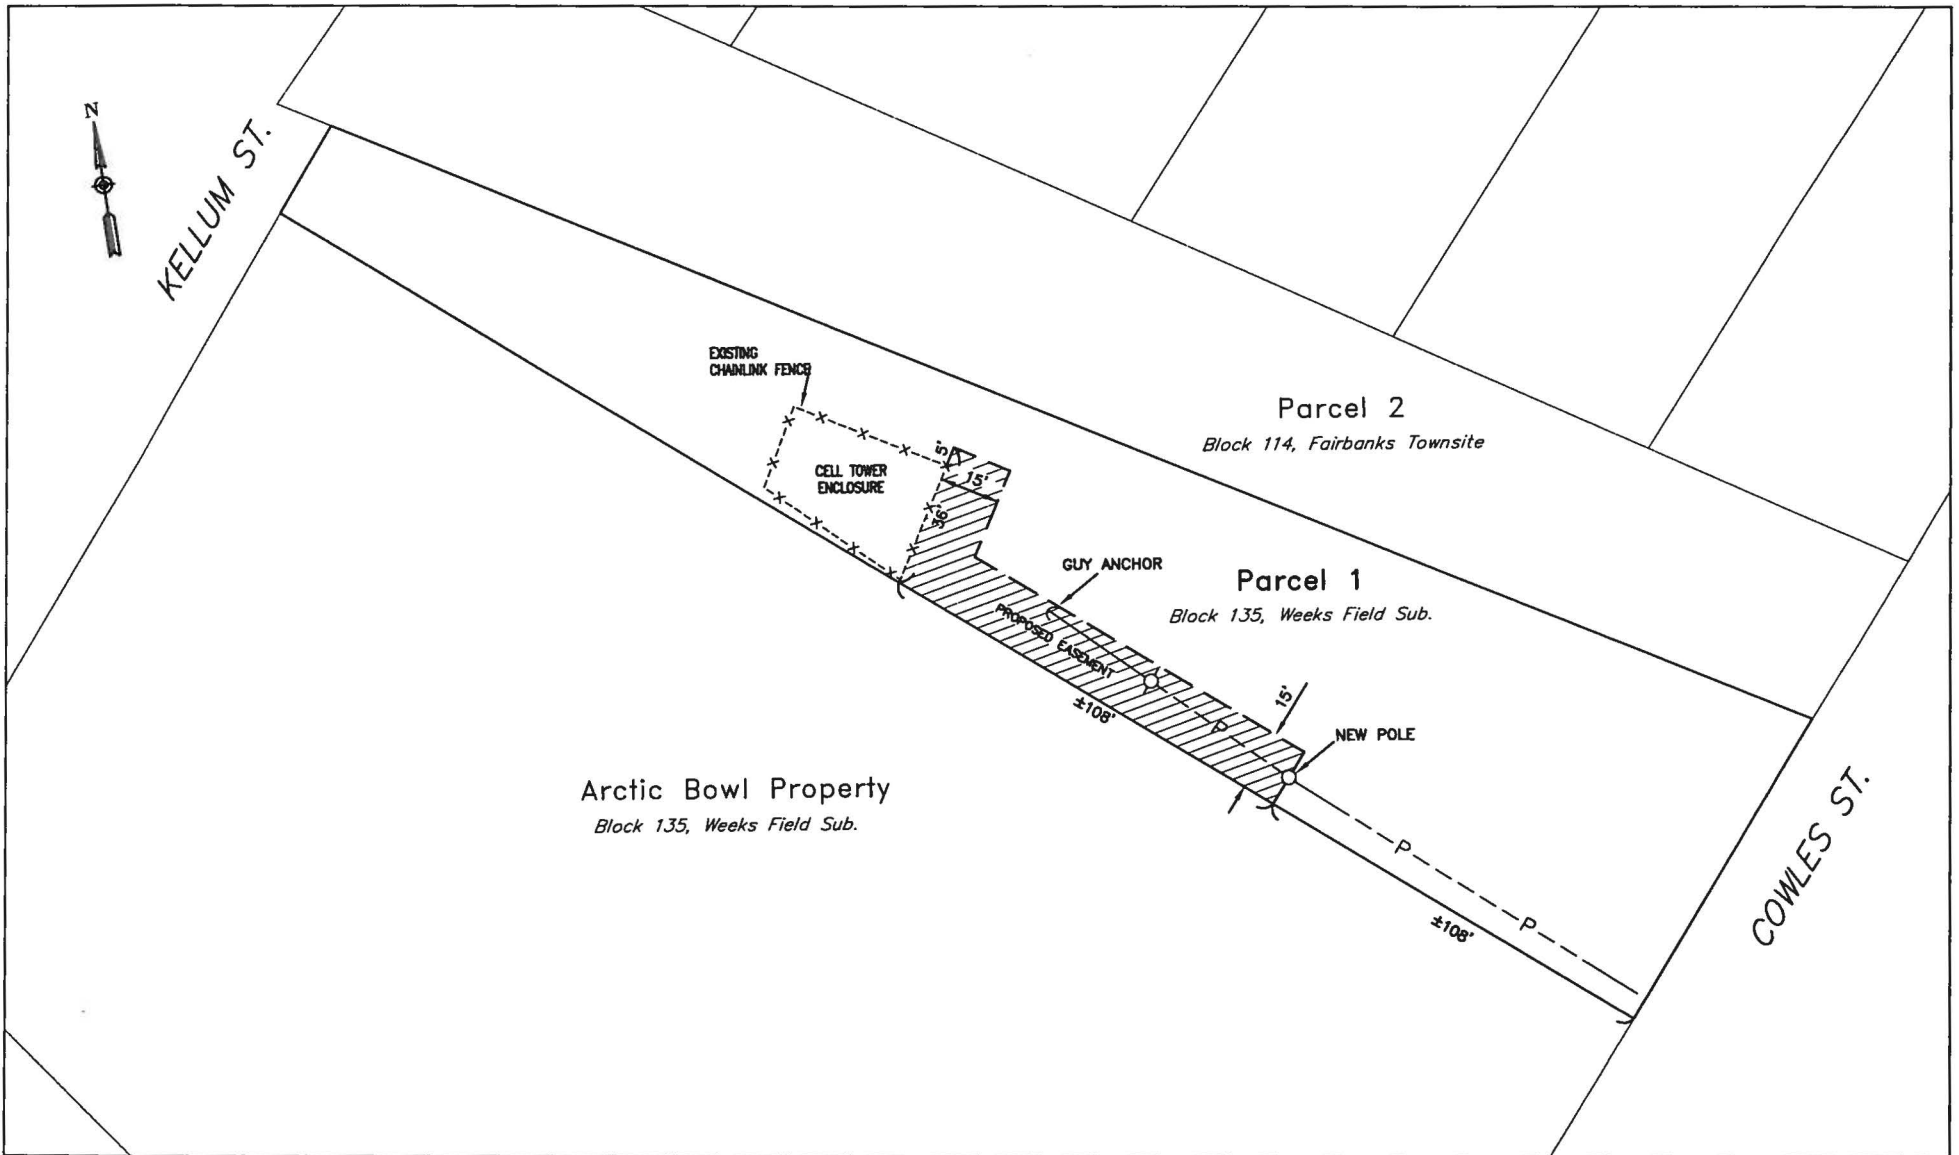 N
KELLUM ST.
EXISTING
CHAINLINK FENCE
CELL TOWER
ENCLOSURE
5'
15'
36'
Parcel 2
Block 114, Fairbanks Townsite
GUY ANCHOR
Parcel 1
Block 135, Weeks Field Sub.
PROPOSED EASEMENT
±108'
15'
P
NEW POLE
Arctic Bowl Property
Block 135, Weeks Field Sub.
P
P
±108'
COWLES ST.